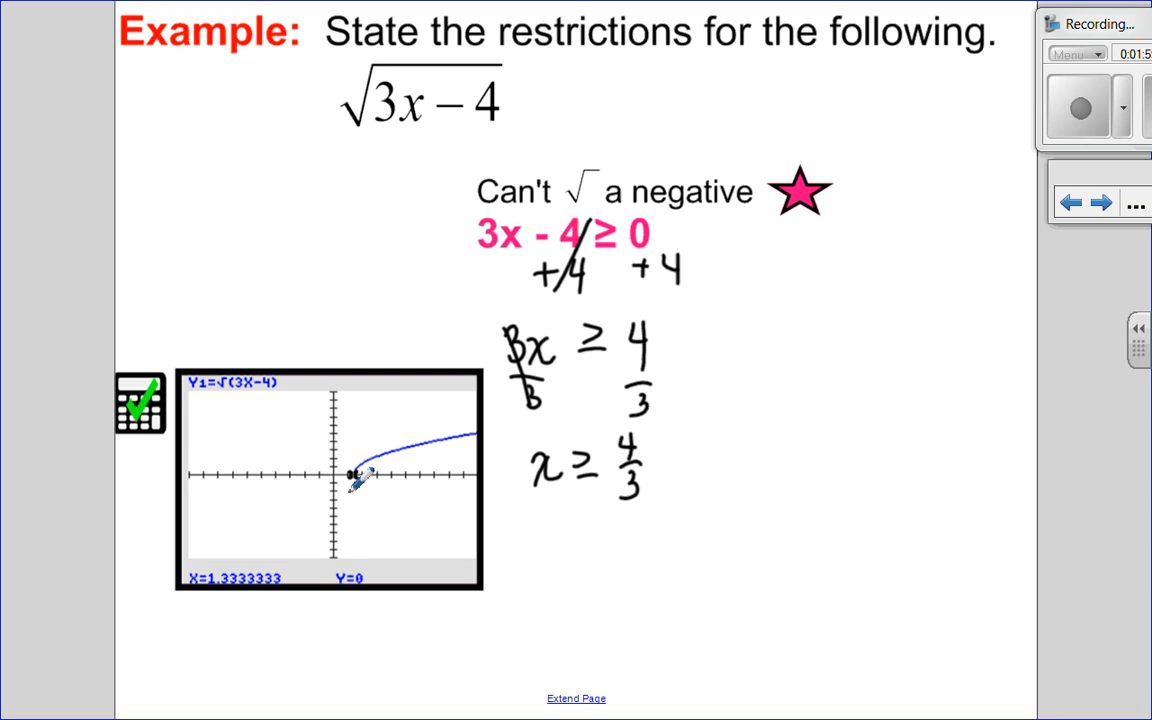 Example: State the restrictions for the following.
√3x – 4
Can't √ a negative
3x - 4 ≥ 0
+4 +4
3x ≥ 4
3 3
x ≥ 4/3
Y1=√(3X-4)
X=1.3333333 Y=0
Extend Page
Recording...
Menu
0:01:5
...